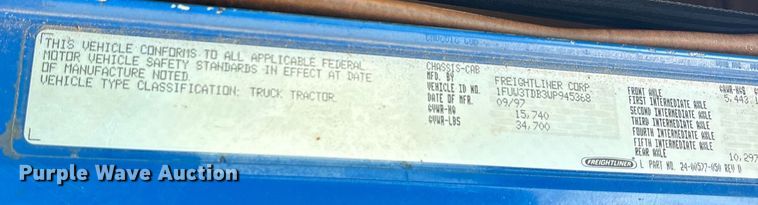 THIS VEHICLE CONFORMS TO ALL APPLICABLE FEDERAL
MOTOR VEHICLE SAFETY STANDARDS IN EFFECT AT DATE
OF MANUFACTURE NOTED.
VEHICLE TYPE CLASSIFICATION: TRUCK TRACTOR
CHASSIS-CAB
MFD. BY FREIGHTLINER CORP
VEHICLE ID NO. 1FUW3TDB3WP945368
DATE OF MFR. 09/97
GVWR-KG 15,740
GVWR-LBS 34,700
GAWR-KGS
FRONT AXLE 5,443
FIRST INTERMEDIATE AXLE
SECOND INTERMEDIATE AXLE
THIRD INTERMEDIATE AXLE
FOURTH INTERMEDIATE AXLE
FIFTH INTERMEDIATE AXLE
REAR AXLE 10,297
FREIGHTLINER L PART NO. 24-00577-050 REV D
Purple Wave Auction